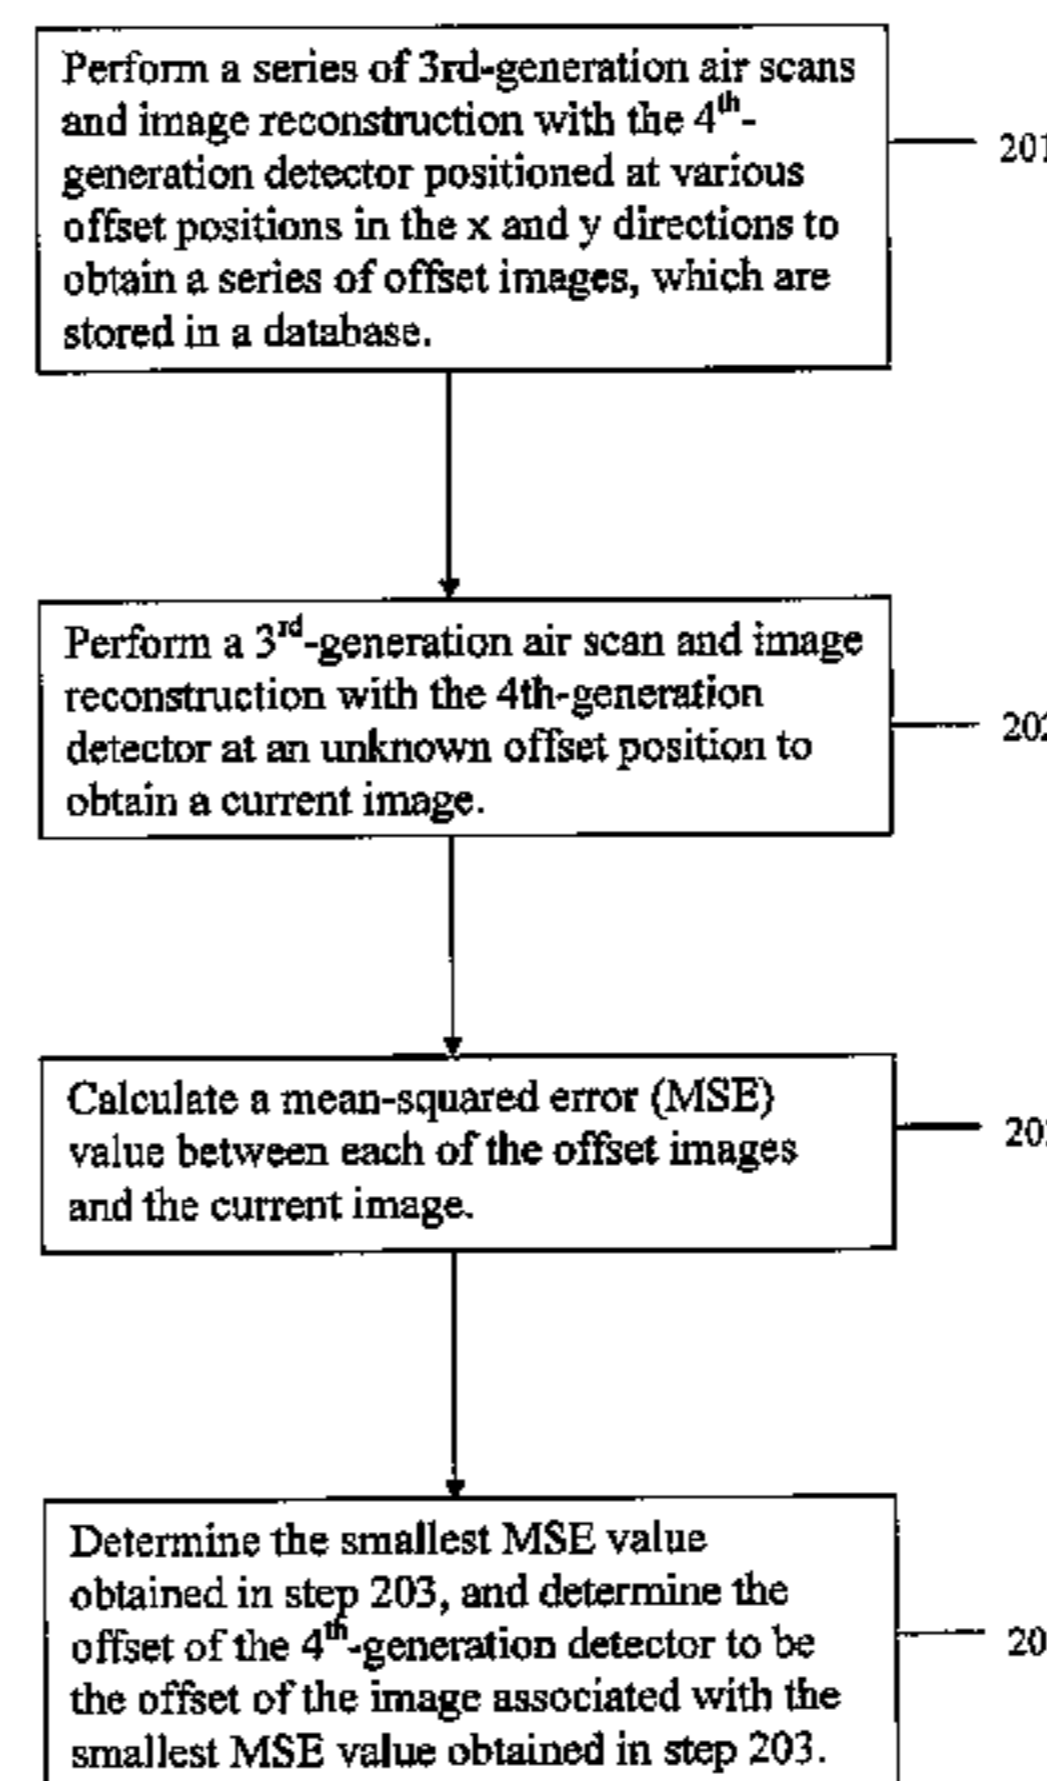 Perform a series of 3rd-generation air scans
and image reconstruction with the 4th-
generation detector positioned at various
offset positions in the x and y directions to
obtain a series of offset images, which are
stored in a database.
201
Perform a 3rd-generation air scan and image
reconstruction with the 4th-generation
detector at an unknown offset position to
obtain a current image.
Calculate a mean-squared error (MSE)
value between each of the offset images
and the current image.
Determine the smallest MSE value
obtained in step 203, and determine the
offset of the 4th-generation detector to be
the offset of the image associated with the
smallest MSE value obtained in step 203.